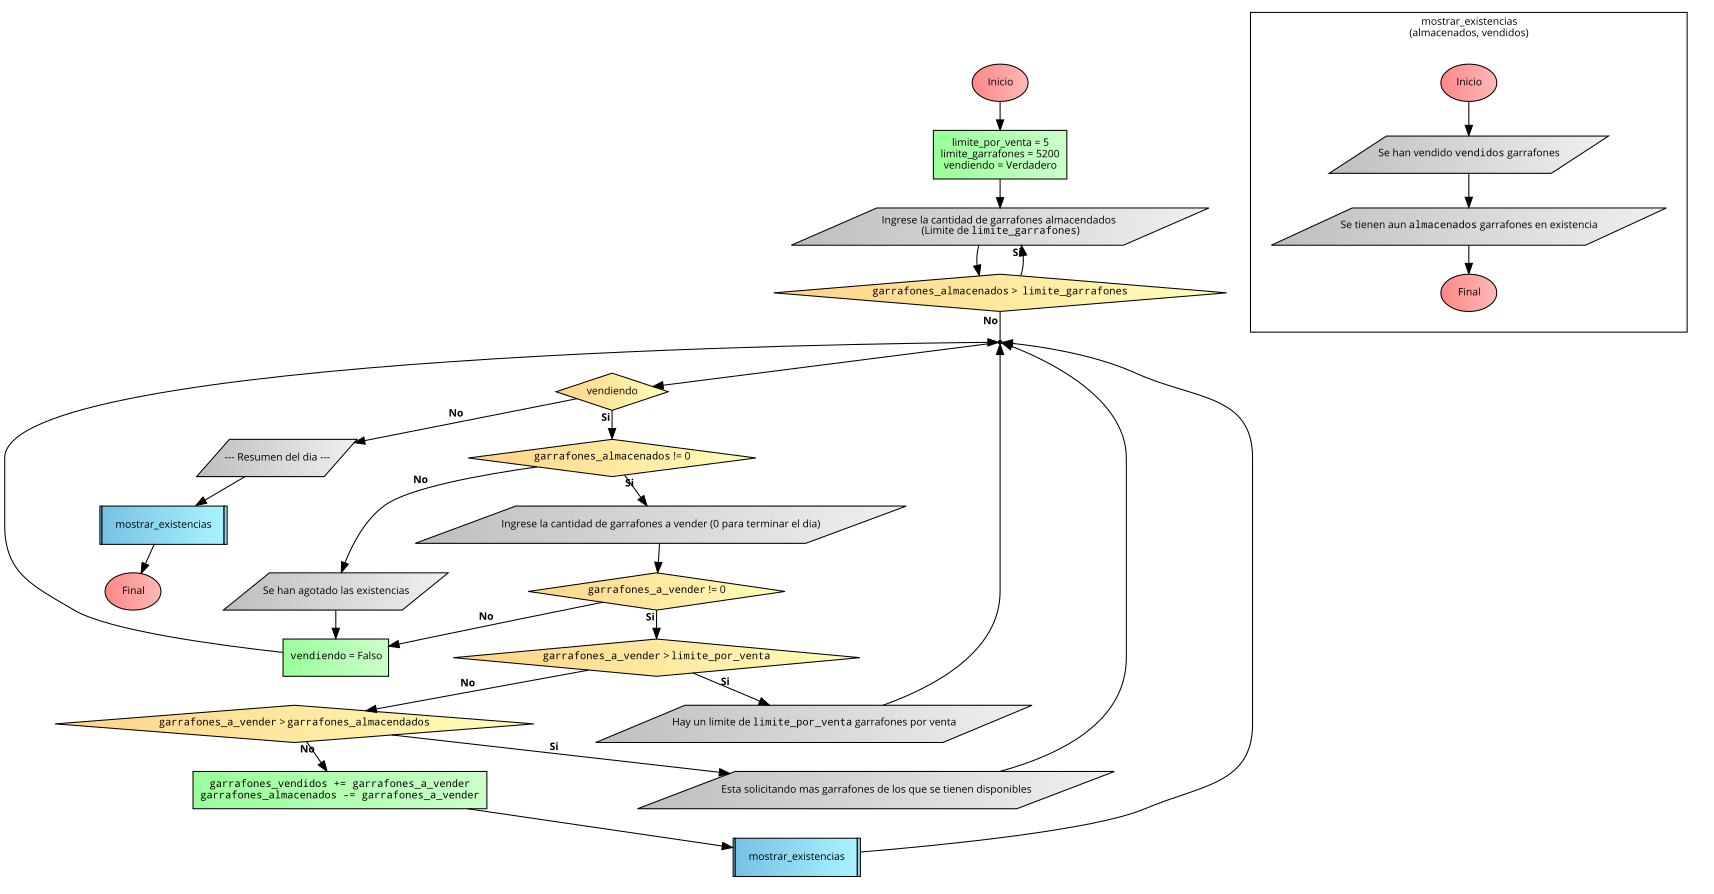 mostrar_existencias
(almacenados, vendidos)
Inicio
Se han vendido vendidos garrafones
Se tienen aun almacenados garrafones en existencia
Final
Inicio
limite_por_venta = 5
limite_garrafones = 5200
vendiendo = Verdadero
Ingrese la cantidad de garrafones almacendados
(Limite de limite_garrafones)
Si
garrafones_almacenados > limite_garrafones
No
vendiendo
No
Si
--- Resumen del dia ---
garrafones_almacenados != 0
No
Si
mostrar_existencias
Ingrese la cantidad de garrafones a vender (0 para terminar el dia)
Final
Se han agotado las existencias
garrafones_a_vender != 0
No
Si
vendiendo = Falso
garrafones_a_vender > limite_por_venta
No
Si
garrafones_a_vender > garrafones_almacendados
Hay un limite de limite_por_venta garrafones por venta
No
Si
garrafones_vendidos += garrafones_a_vender
garrafones_almacenados -= garrafones_a_vender
Esta solicitando mas garrafones de los que se tienen disponibles
mostrar_existencias